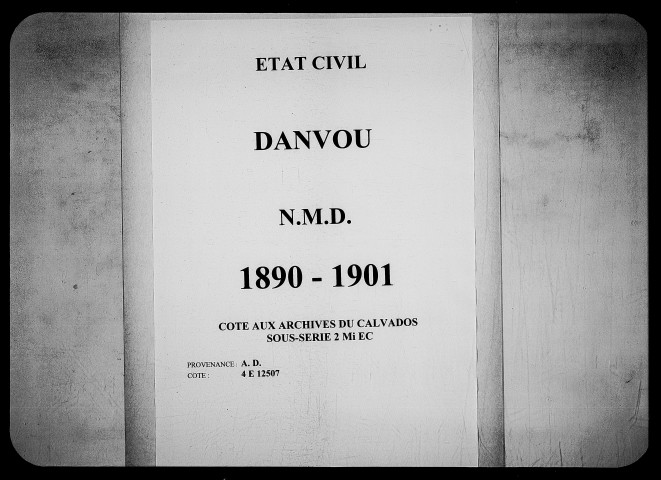 ETAT CIVIL
DANVOU
N.M.D.
1890 - 1901
COTE AUX ARCHIVES DU CALVADOS
SOUS-SERIE 2 Mi EC
PROVENANCE : A. D.
COTE : 4 E 12507